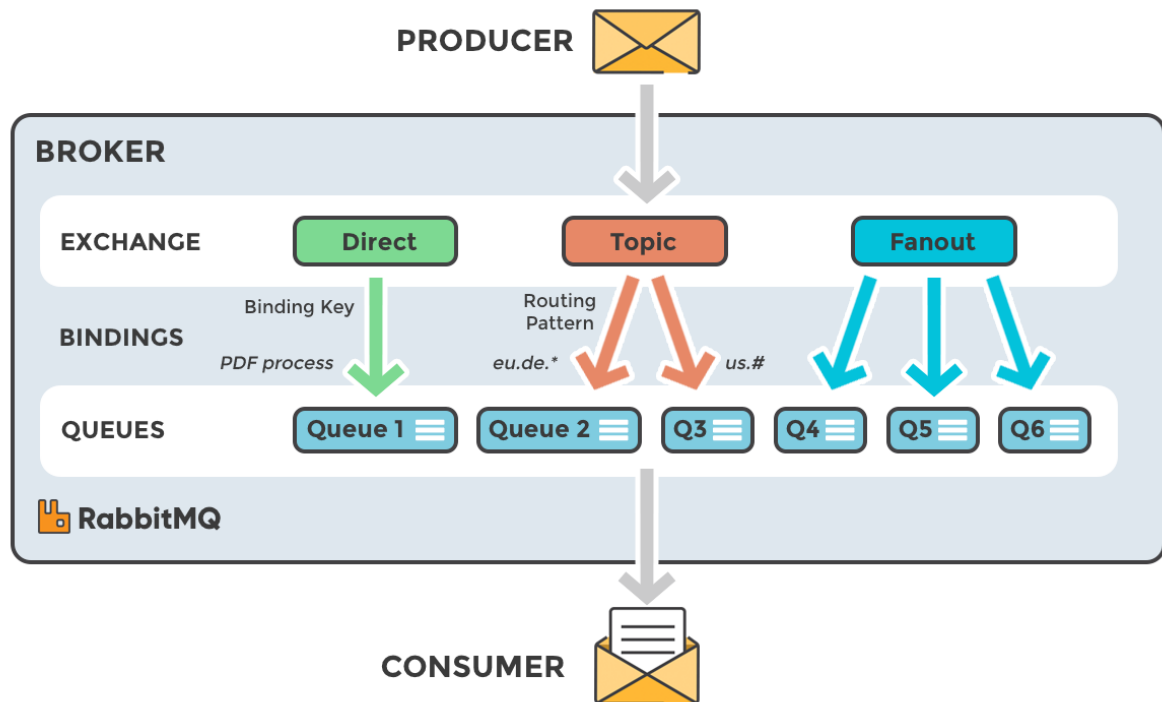 PRODUCER
BROKER
EXCHANGE
Direct
Topic
Fanout
Binding Key
Routing
Pattern
BINDINGS
PDF process
eu.de.*
us.#
QUEUES
Queue 1
Queue 2
Q3
Q4
Q5
Q6
RabbitMQ
CONSUMER